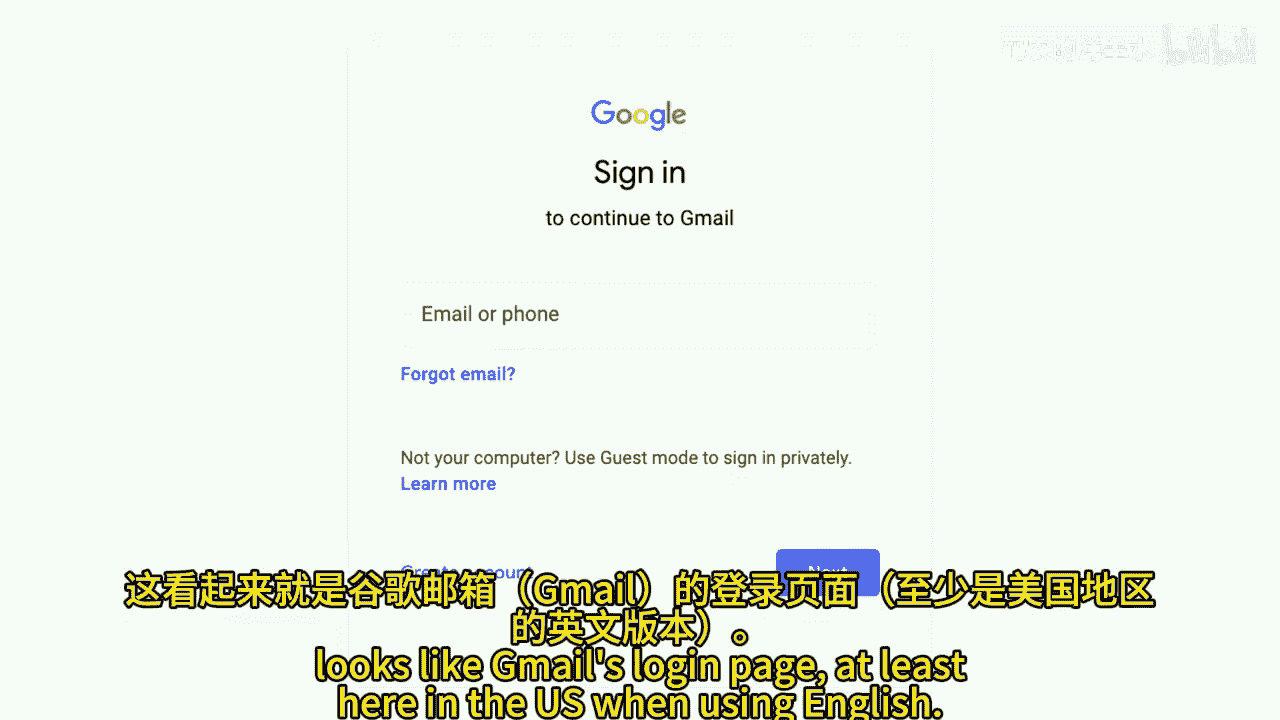 Google
Sign in
to continue to Gmail
Email or phone
Forgot email?
Not your computer? Use Guest mode to sign in privately.
Learn more
Create account
Next
这看起来就是谷歌邮箱（Gmail）的登录页面（至少是美国地区
的英文版本）。
looks like Gmail's login page, at least
here in the US when using English.